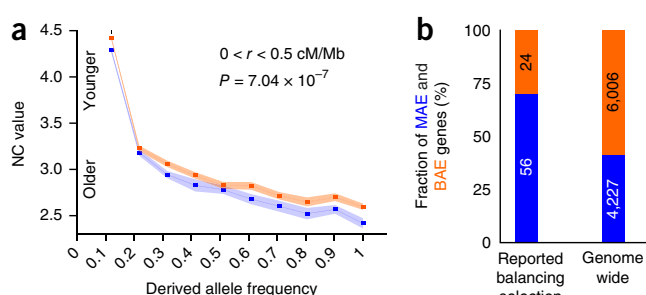 a
4.5
4.0
3.5
3.0
2.5
NC value
Younger
Older
0 < r < 0.5 cM/Mb
P = 7.04 × 10⁻⁷
0
0.1
0.2
0.3
0.4
0.5
0.6
0.7
0.8
0.9
1
Derived allele frequency
b
Fraction of MAE and
BAE genes (%)
100
75
50
25
0
24
56
6,006
4,227
Reported
balancing
selection
Genome
wide